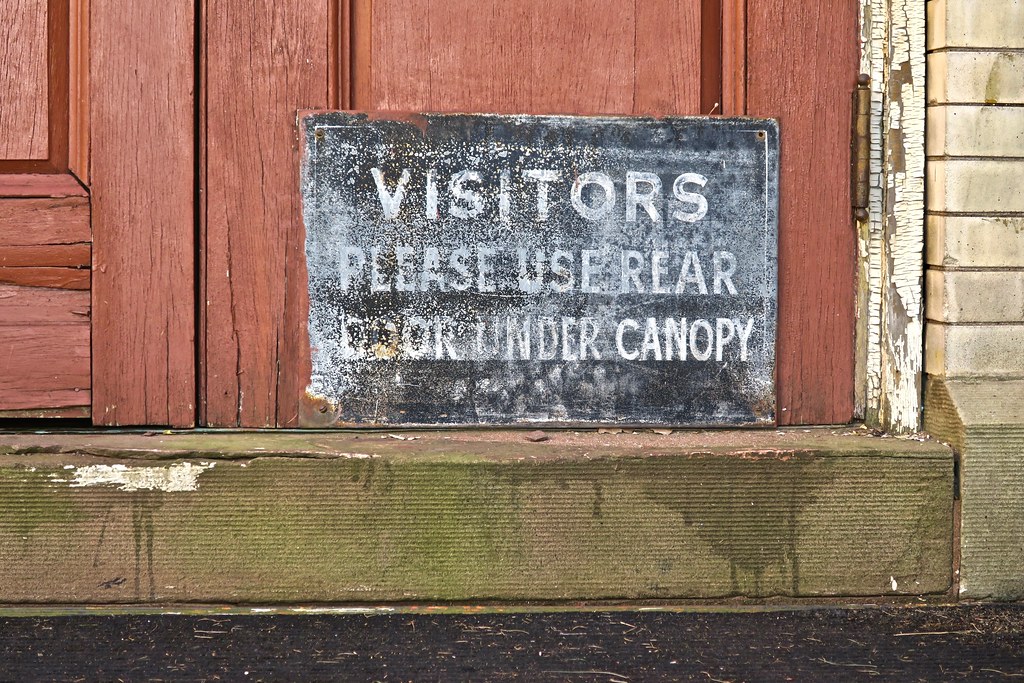 VISITORS
PLEASE USE REAR
DOOR UNDER CANOPY